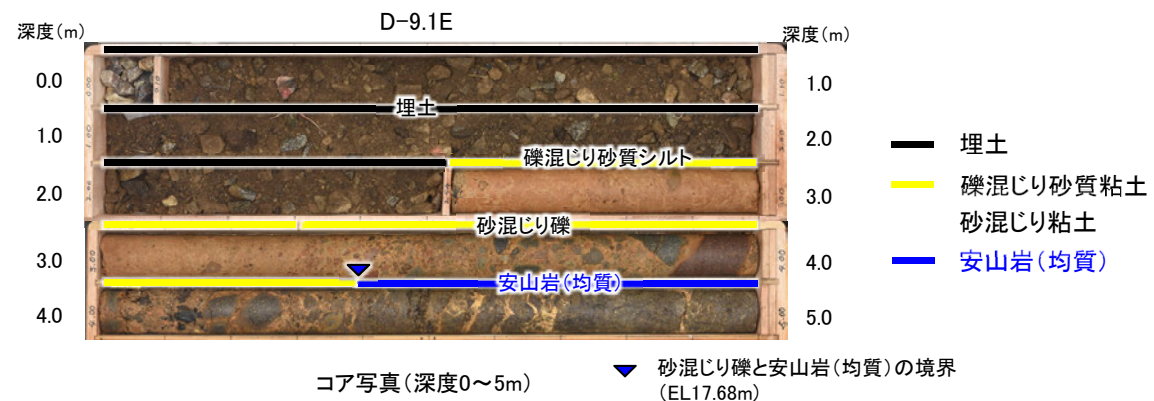 D-9.1E
深度(m)
深度(m)
0.0
1.0
埋土
1.0
2.0
礫混じり砂質シルト
2.0
3.0
砂混じり礫
3.0
4.0
安山岩(均質)
4.0
5.0
埋土
礫混じり砂質粘土
砂混じり粘土
安山岩(均質)
コア写真(深度0~5m)
砂混じり礫と安山岩(均質)の境界
(EL17.68m)